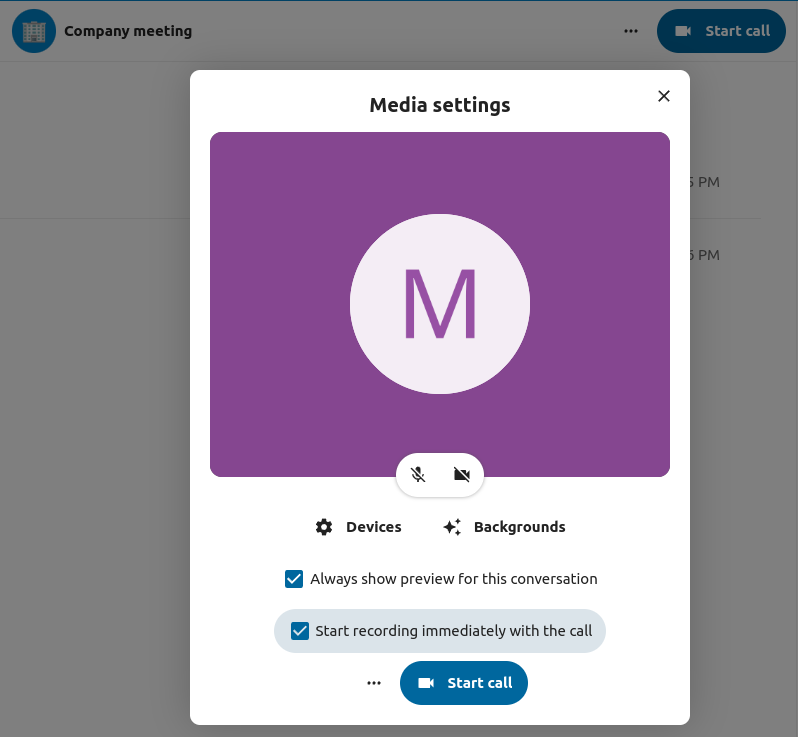 Company meeting
Start call
Media settings
5 PM
M
5 PM
Devices
Backgrounds
Always show preview for this conversation
Start recording immediately with the call
Start call